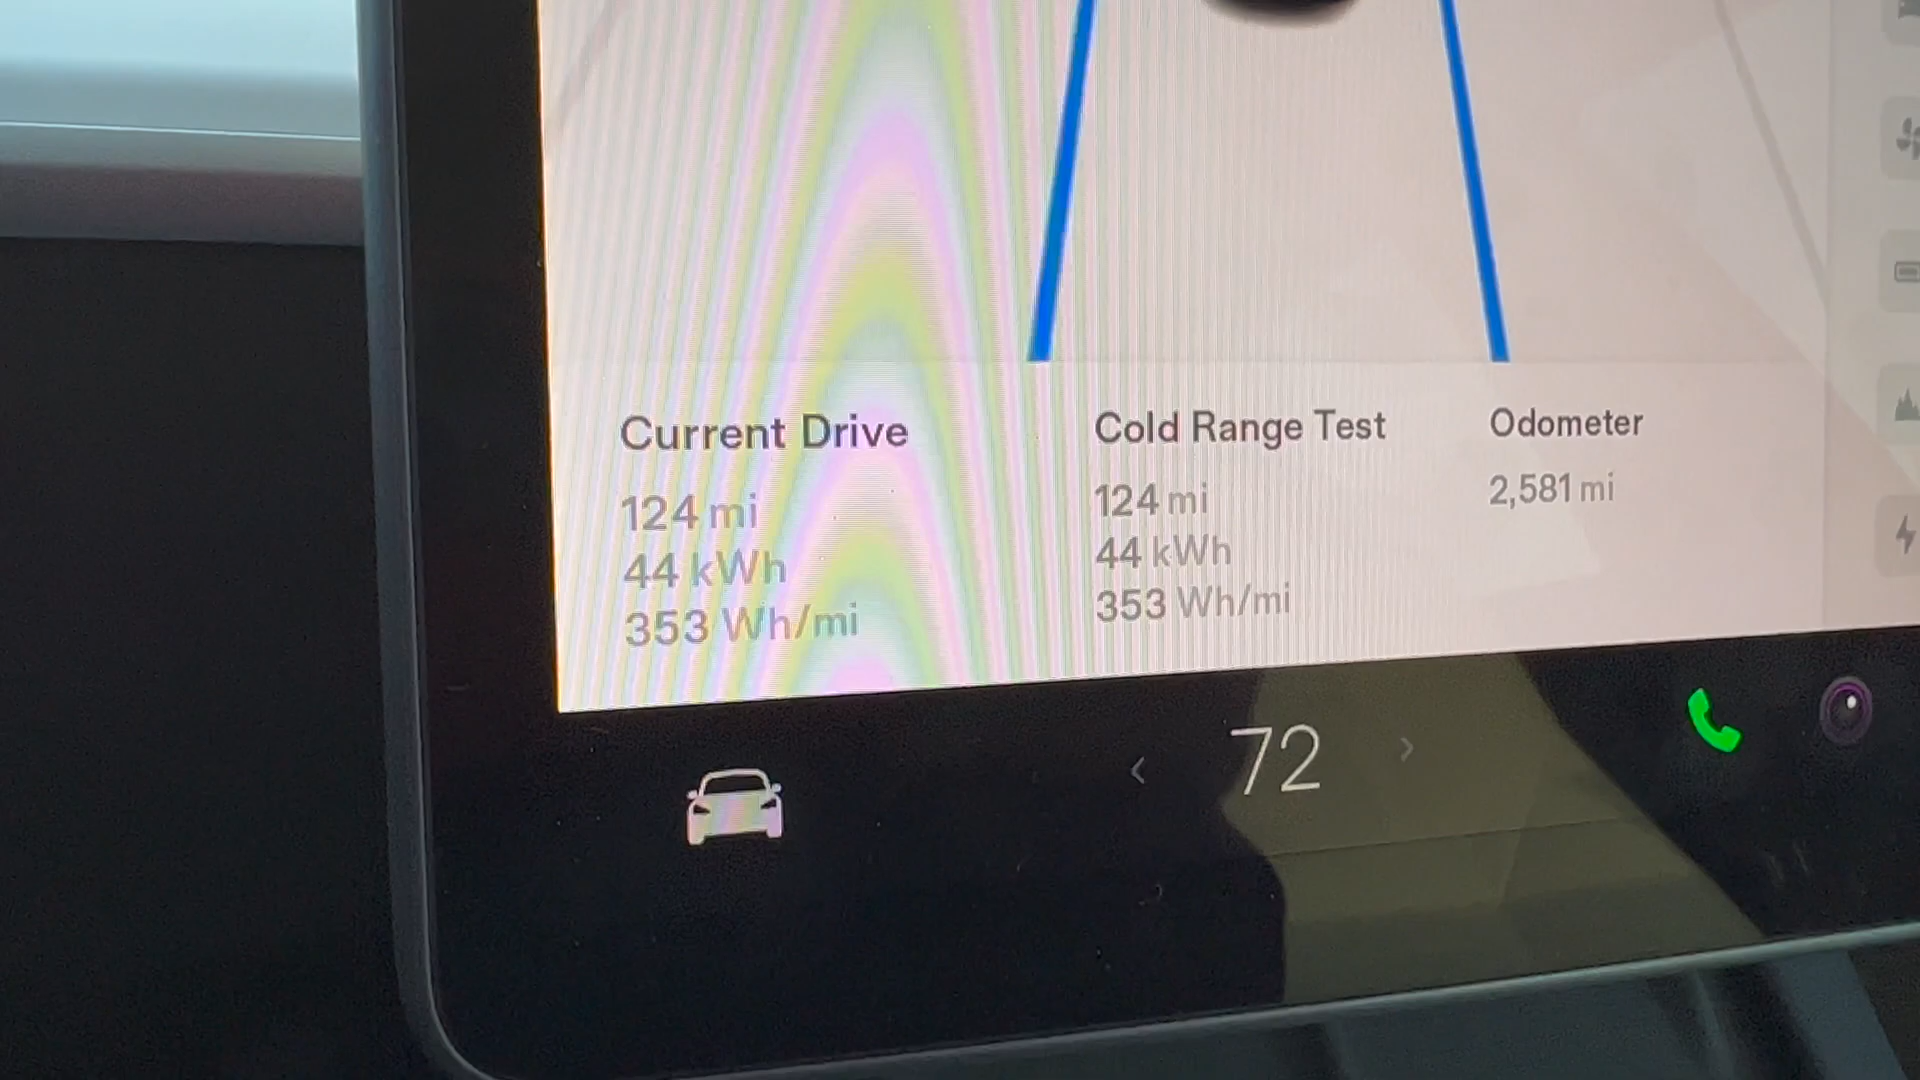 Current Drive
124 mi
44 kWh
353 Wh/mi
Cold Range Test
124 mi
44 kWh
353 Wh/mi
Odometer
2,581 mi
72